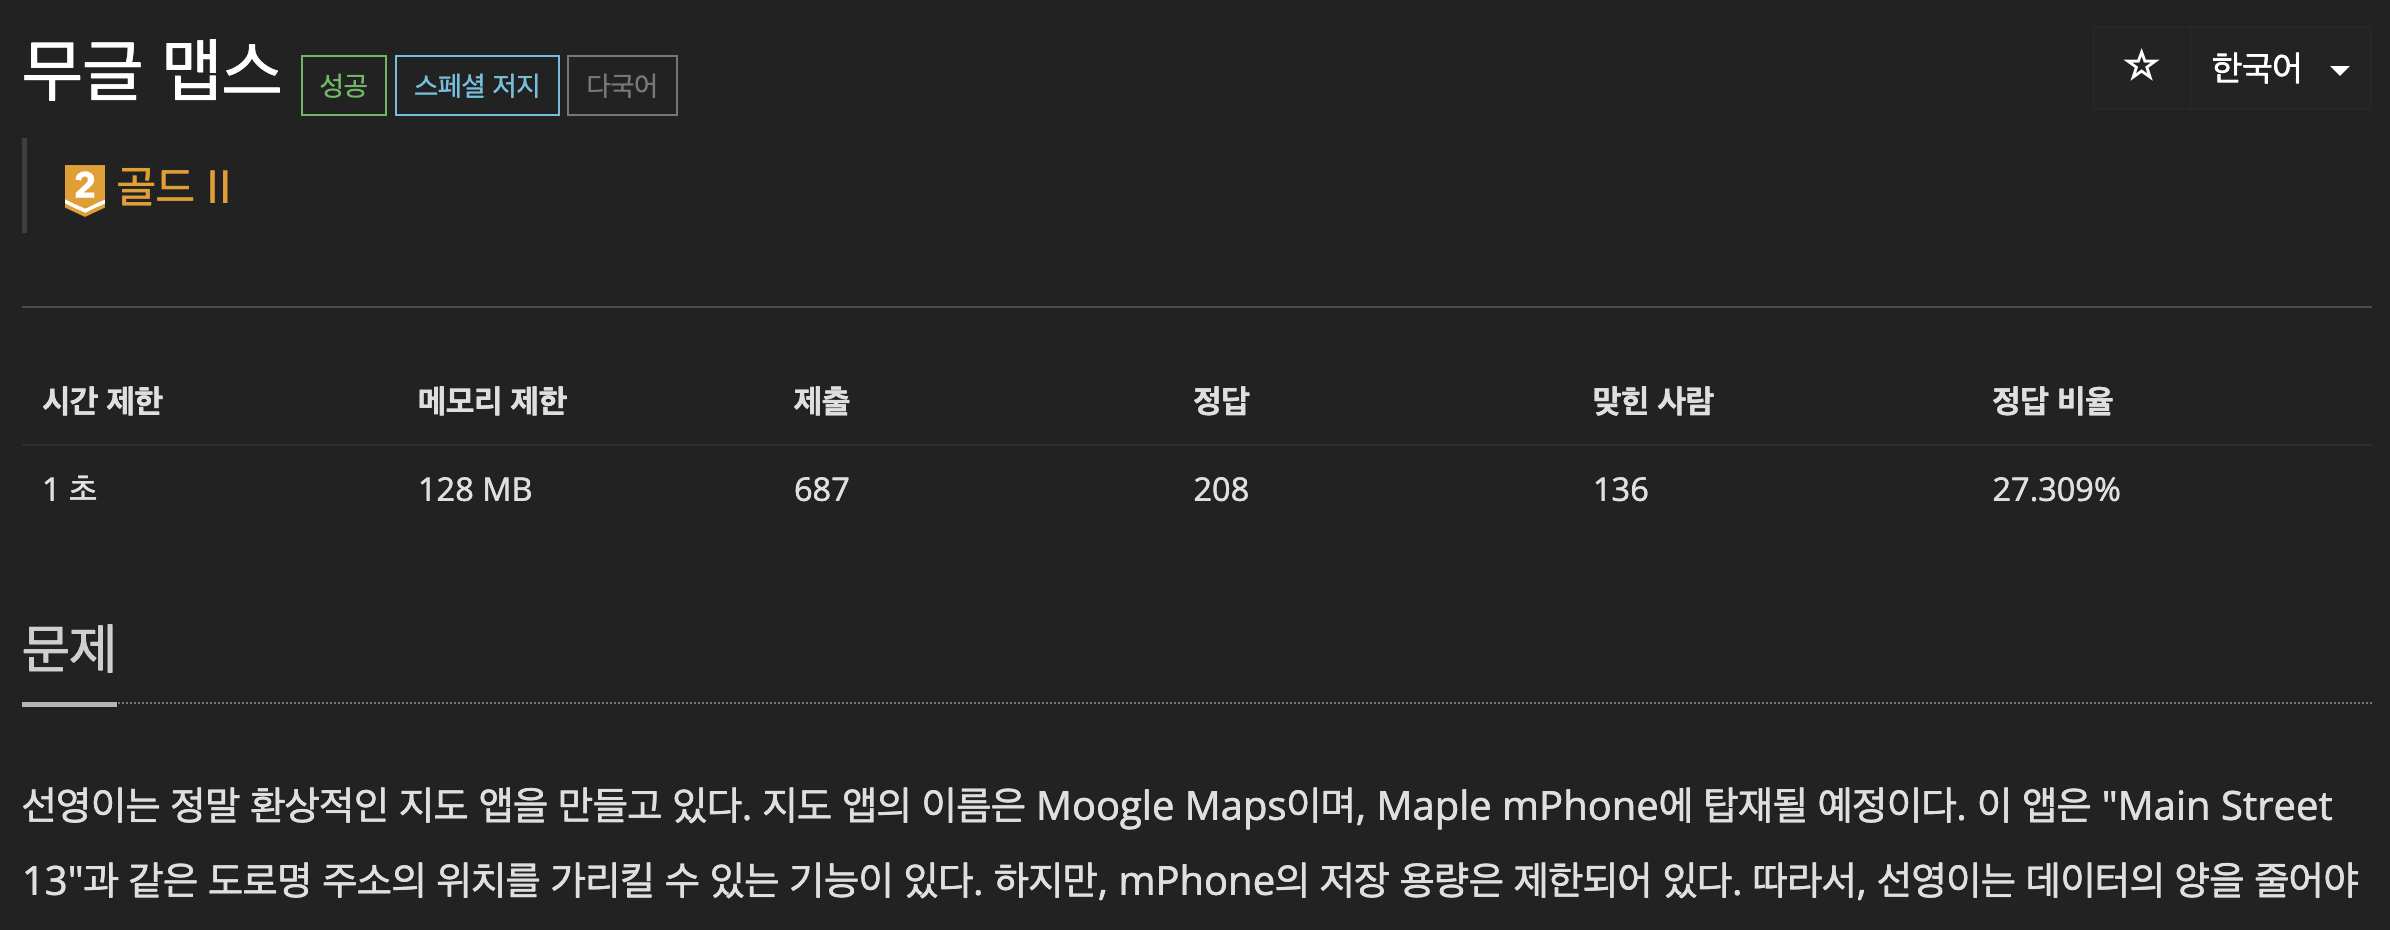 무글 맵스 성공 스페셜 저지 다국어 ☆ 한국어
2 골드 II
시간 제한 메모리 제한 제출 정답 맞힌 사람 정답 비율
1 초 128 MB 687 208 136 27.309%
문제
선영이는 정말 환상적인 지도 앱을 만들고 있다. 지도 앱의 이름은 Moogle Maps이며, Maple mPhone에 탑재될 예정이다. 이 앱은 "Main Street
13"과 같은 도로명 주소의 위치를 가리킬 수 있는 기능이 있다. 하지만, mPhone의 저장 용량은 제한되어 있다. 따라서, 선영이는 데이터의 양을 줄어야